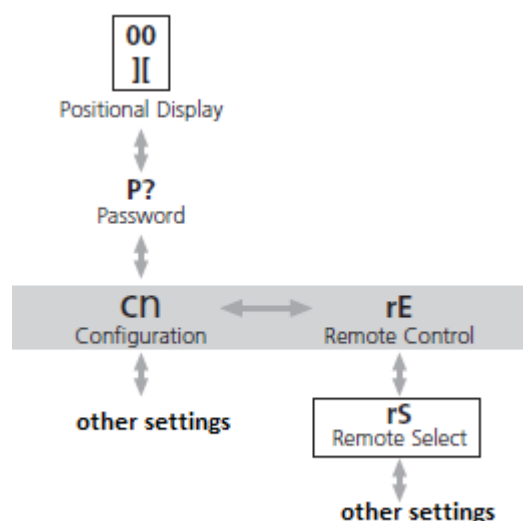 00
][
Positional Display
P?
Password
Cn
Configuration
rE
Remote Control
other settings
rS
Remote Select
other settings